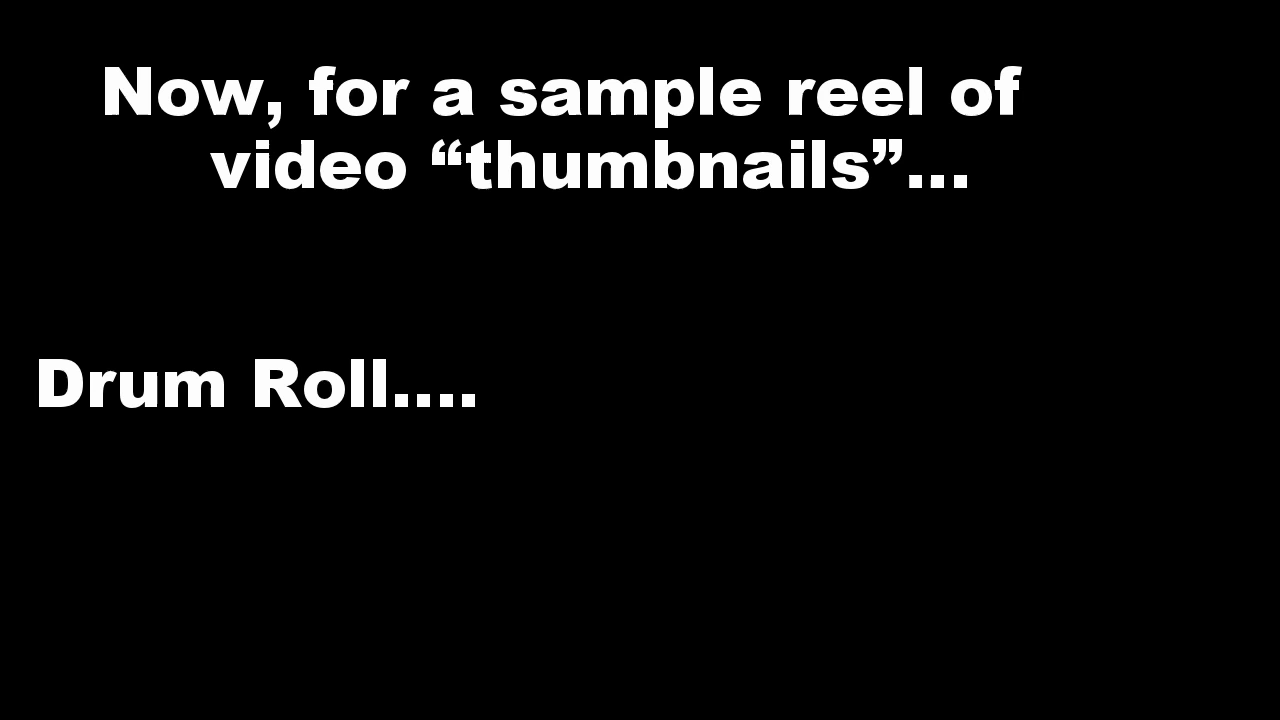 Now, for a sample reel of
video “thumbnails”...
Drum Roll....